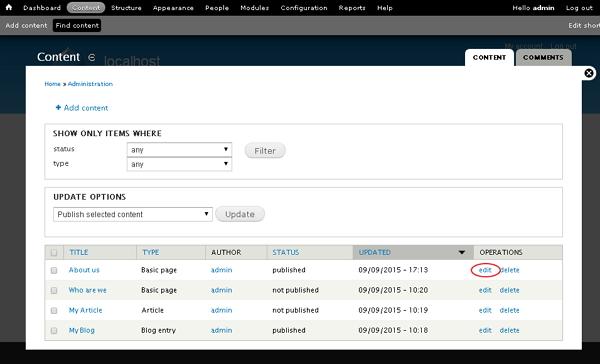 Dashboard Content Structure Appearance People Modules Configuration Reports Help Hello admin Log out
Add content Find content Edit short
My account Log out
Content localhost CONTENT COMMENTS
Home » Administration
+ Add content
SHOW ONLY ITEMS WHERE
status any Filter
type any
UPDATE OPTIONS
Publish selected content Update
TITLE TYPE AUTHOR STATUS UPDATED OPERATIONS
About us Basic page admin published 09/09/2015 - 17:13 edit delete
Who are we Basic page admin not published 09/09/2015 - 10:20 edit delete
My Article Article admin not published 09/09/2015 - 10:19 edit delete
My Blog Blog entry admin published 09/09/2015 - 10:18 edit delete